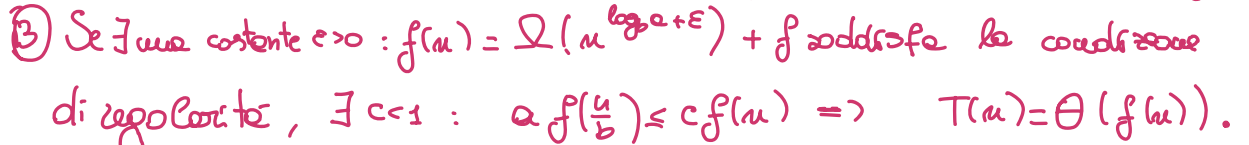 ③ Se ∃ una costante ε>0 : f(n) = Ω(n^{log_b a + ε}) + f soddisfa la condizione
di regolarità, ∃ c<1 : a f(n/b) ≤ c f(n) => T(n) = Θ(f(n)).